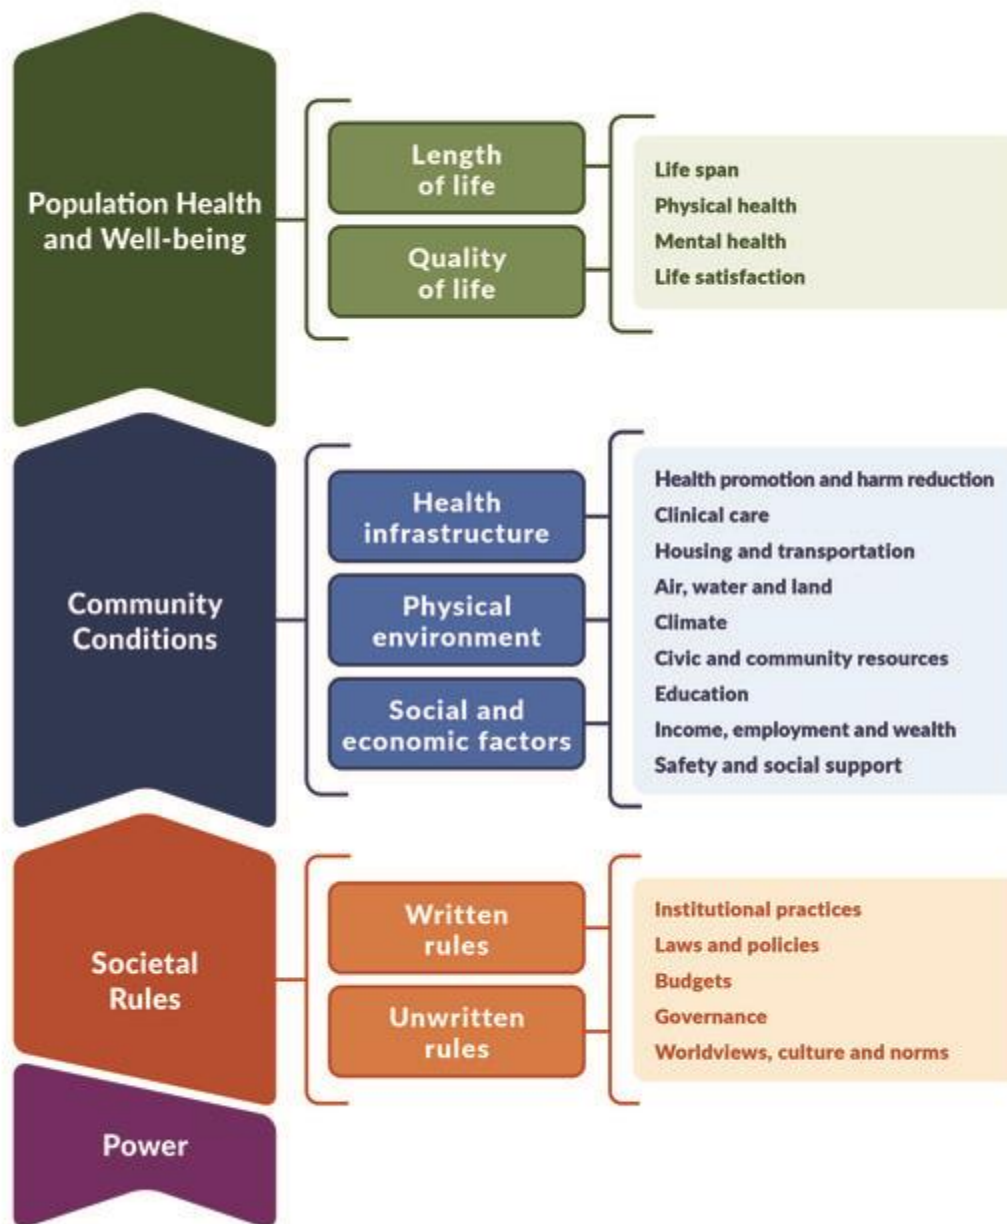 Population Health
and Well-being
Length
of life
Quality
of life
Life span
Physical health
Mental health
Life satisfaction
Community
Conditions
Health
infrastructure
Physical
environment
Social and
economic factors
Health promotion and harm reduction
Clinical care
Housing and transportation
Air, water and land
Climate
Civic and community resources
Education
Income, employment and wealth
Safety and social support
Societal
Rules
Written
rules
Unwritten
rules
Institutional practices
Laws and policies
Budgets
Governance
Worldviews, culture and norms
Power